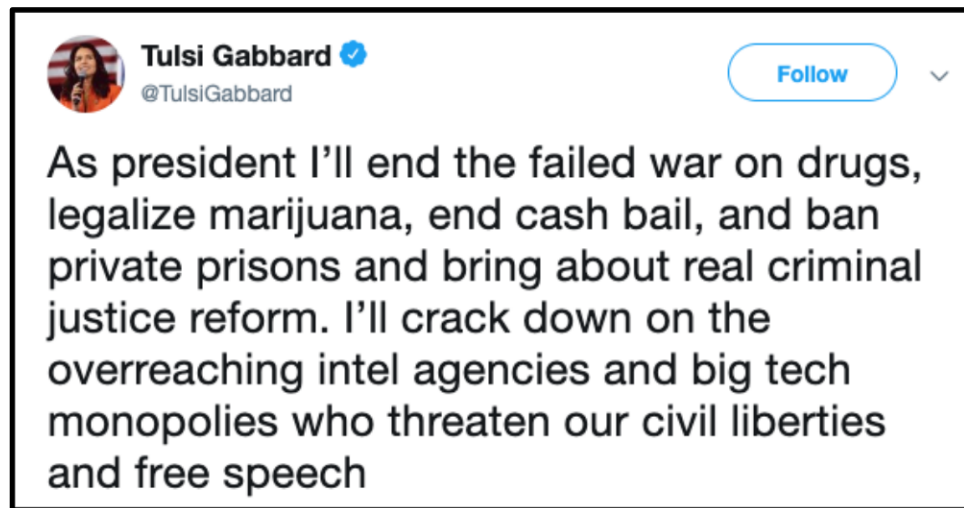 Tulsi Gabbard
@TulsiGabbard
Follow
As president I’ll end the failed war on drugs,
legalize marijuana, end cash bail, and ban
private prisons and bring about real criminal
justice reform. I’ll crack down on the
overreaching intel agencies and big tech
monopolies who threaten our civil liberties
and free speech